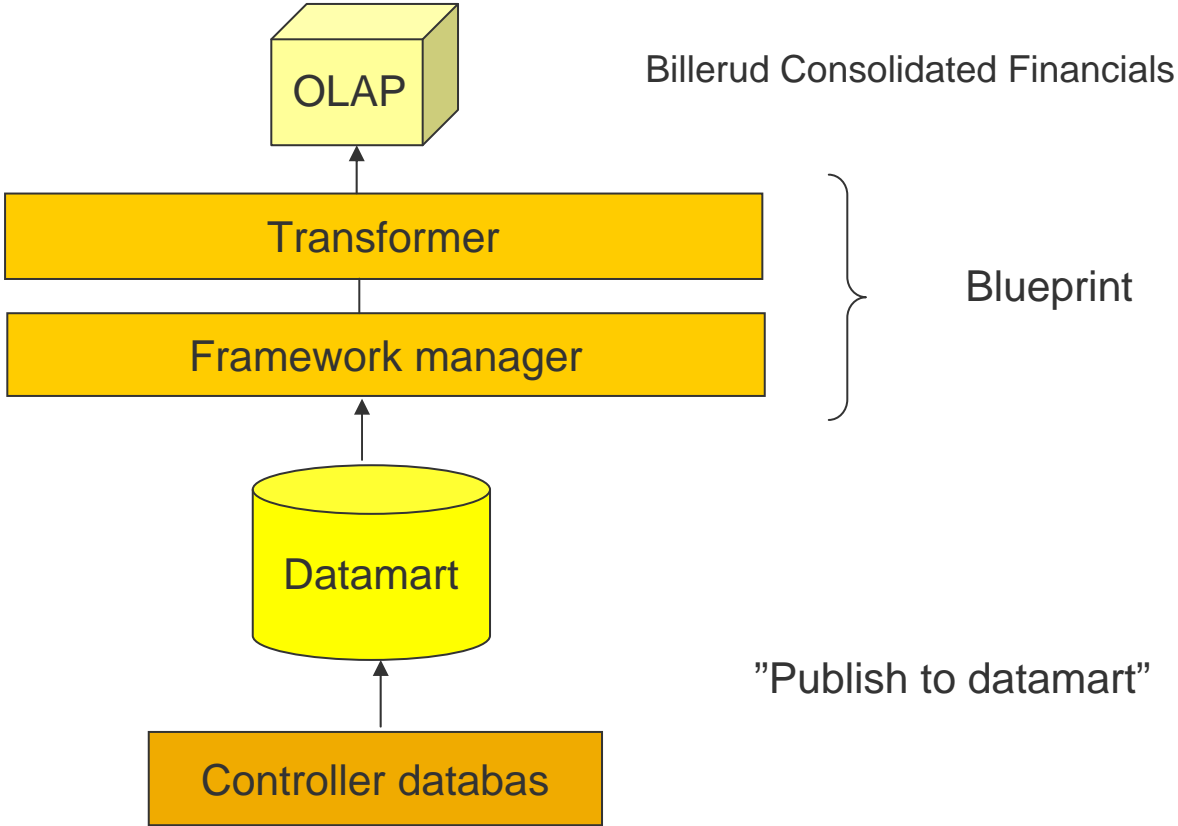 OLAP
Billerud Consolidated Financials
Transformer
Blueprint
Framework manager
Datamart
”Publish to datamart”
Controller databas